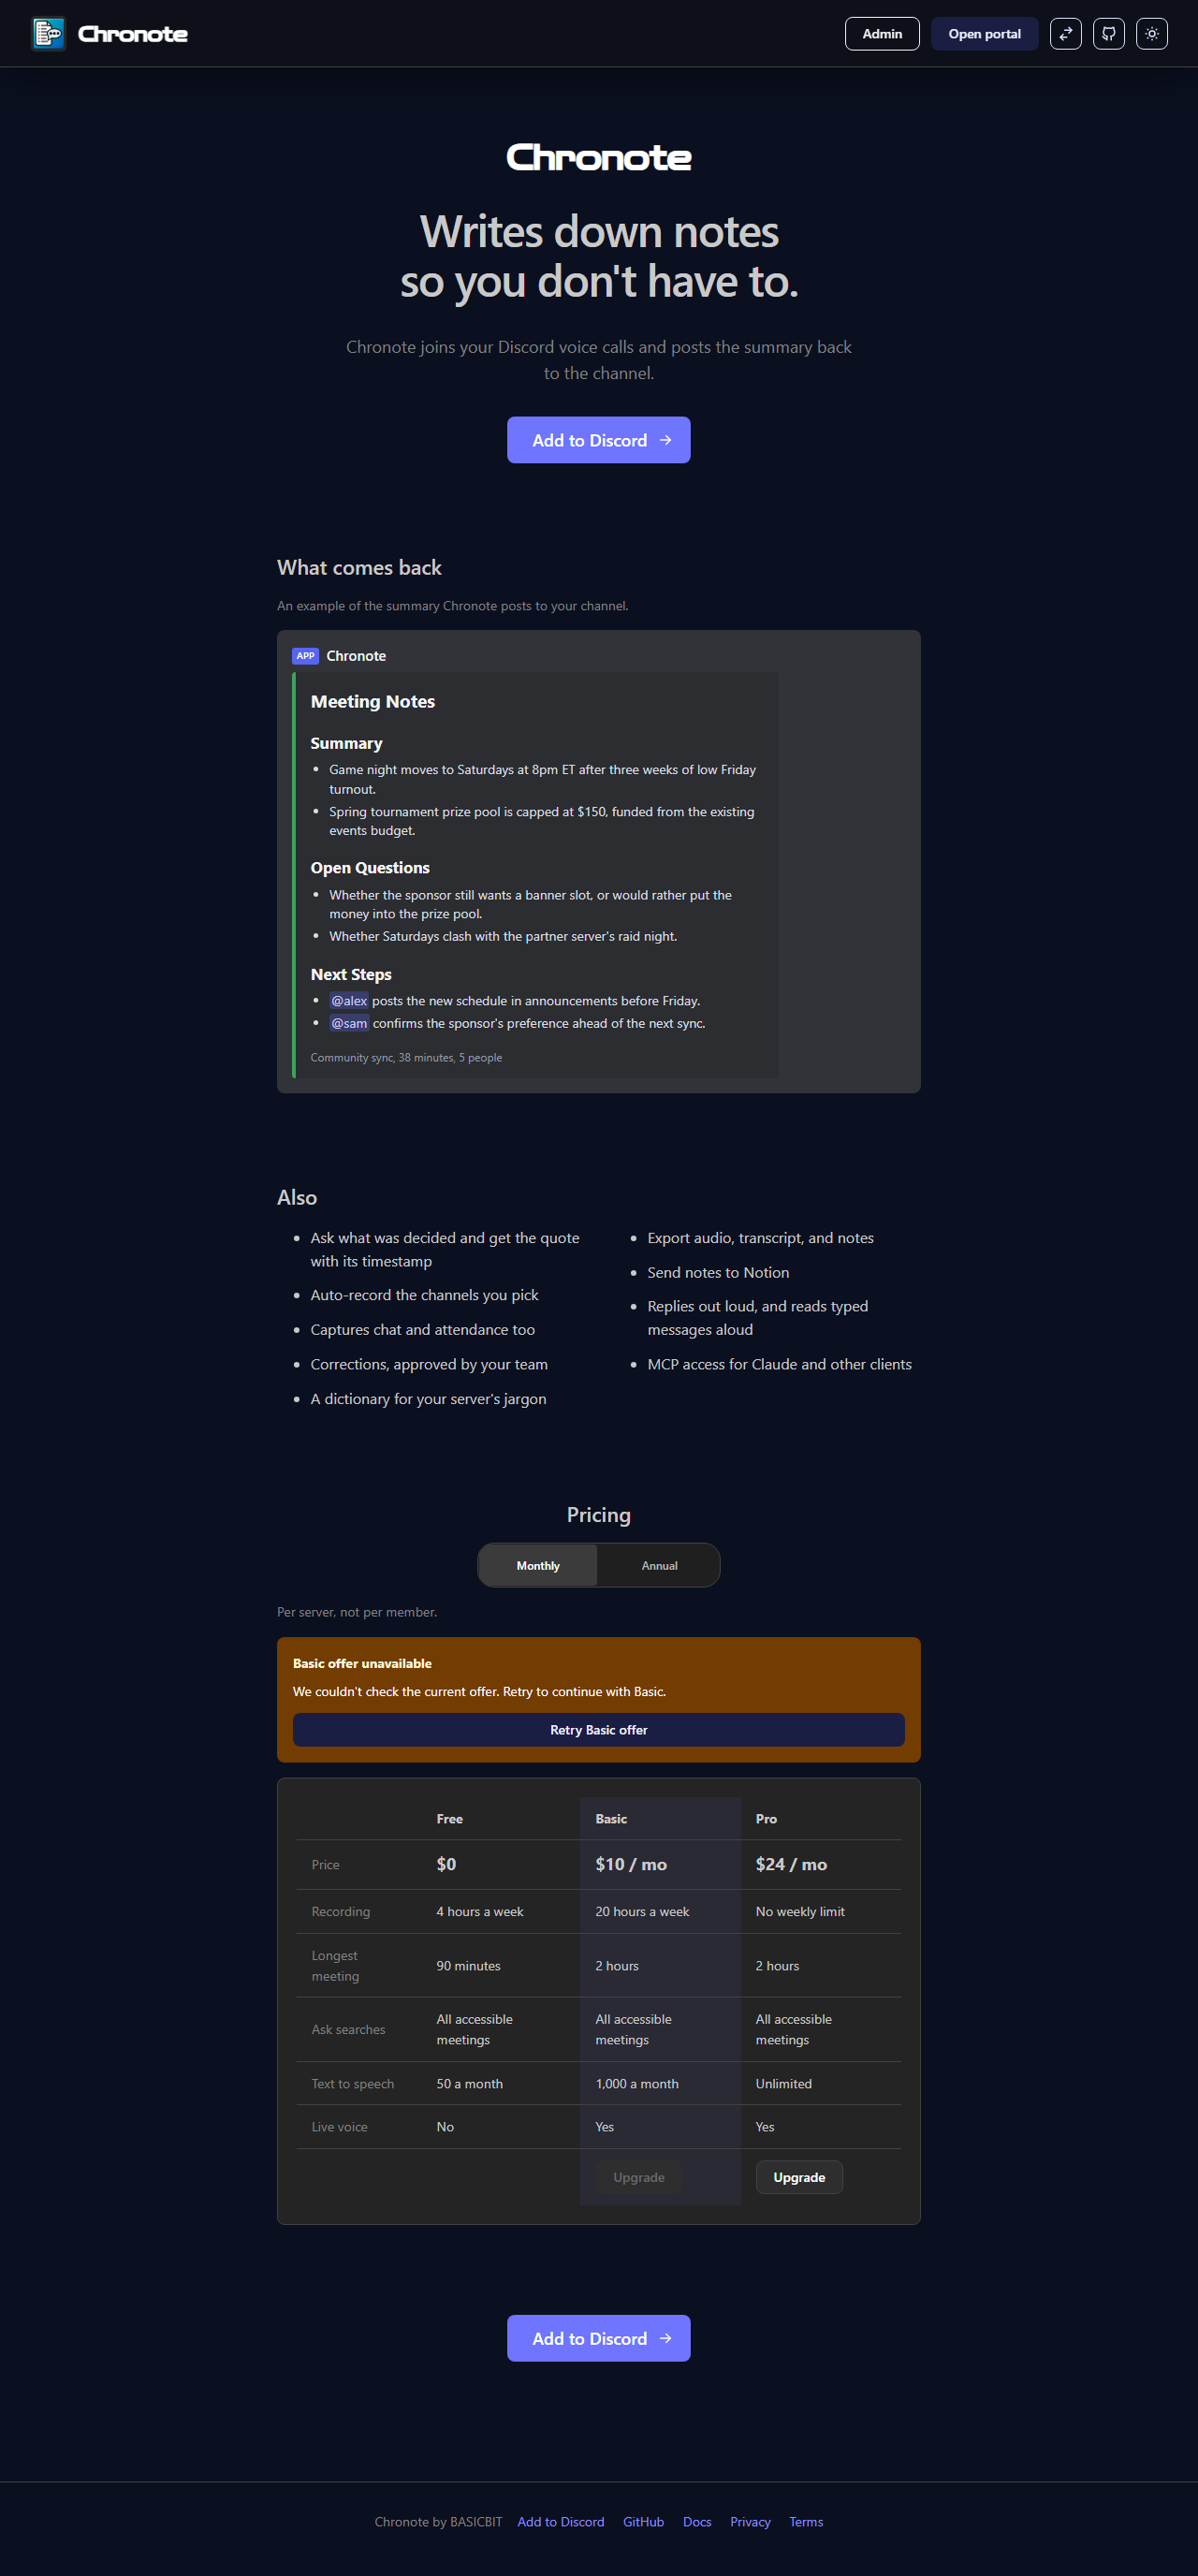 Chronote
Admin
Open portal
Chronote
Writes down notes
so you don't have to.
Chronote joins your Discord voice calls and posts the summary back
to the channel.
Add to Discord →
What comes back
An example of the summary Chronote posts to your channel.
APP Chronote
Meeting Notes
Summary
• Game night moves to Saturdays at 8pm ET after three weeks of low Friday
turnout.
• Spring tournament prize pool is capped at $150, funded from the existing
events budget.
Open Questions
• Whether the sponsor still wants a banner slot, or would rather put the
money into the prize pool.
• Whether Saturdays clash with the partner server's raid night.
Next Steps
• @alex posts the new schedule in announcements before Friday.
• @sam confirms the sponsor's preference ahead of the next sync.
Community sync, 38 minutes, 5 people
Also
• Ask what was decided and get the quote
with its timestamp
• Auto-record the channels you pick
• Captures chat and attendance too
• Corrections, approved by your team
• A dictionary for your server's jargon
• Export audio, transcript, and notes
• Send notes to Notion
• Replies out loud, and reads typed
messages aloud
• MCP access for Claude and other clients
Pricing
Monthly Annual
Per server, not per member.
Basic offer unavailable
We couldn't check the current offer. Retry to continue with Basic.
Retry Basic offer
Free Basic Pro
Price $0 $10 / mo $24 / mo
Recording 4 hours a week 20 hours a week No weekly limit
Longest
meeting 90 minutes 2 hours 2 hours
Ask searches All accessible
meetings All accessible
meetings All accessible
meetings
Text to speech 50 a month 1,000 a month Unlimited
Live voice No Yes Yes
Upgrade Upgrade
Add to Discord →
Chronote by BASICBIT Add to Discord GitHub Docs Privacy Terms